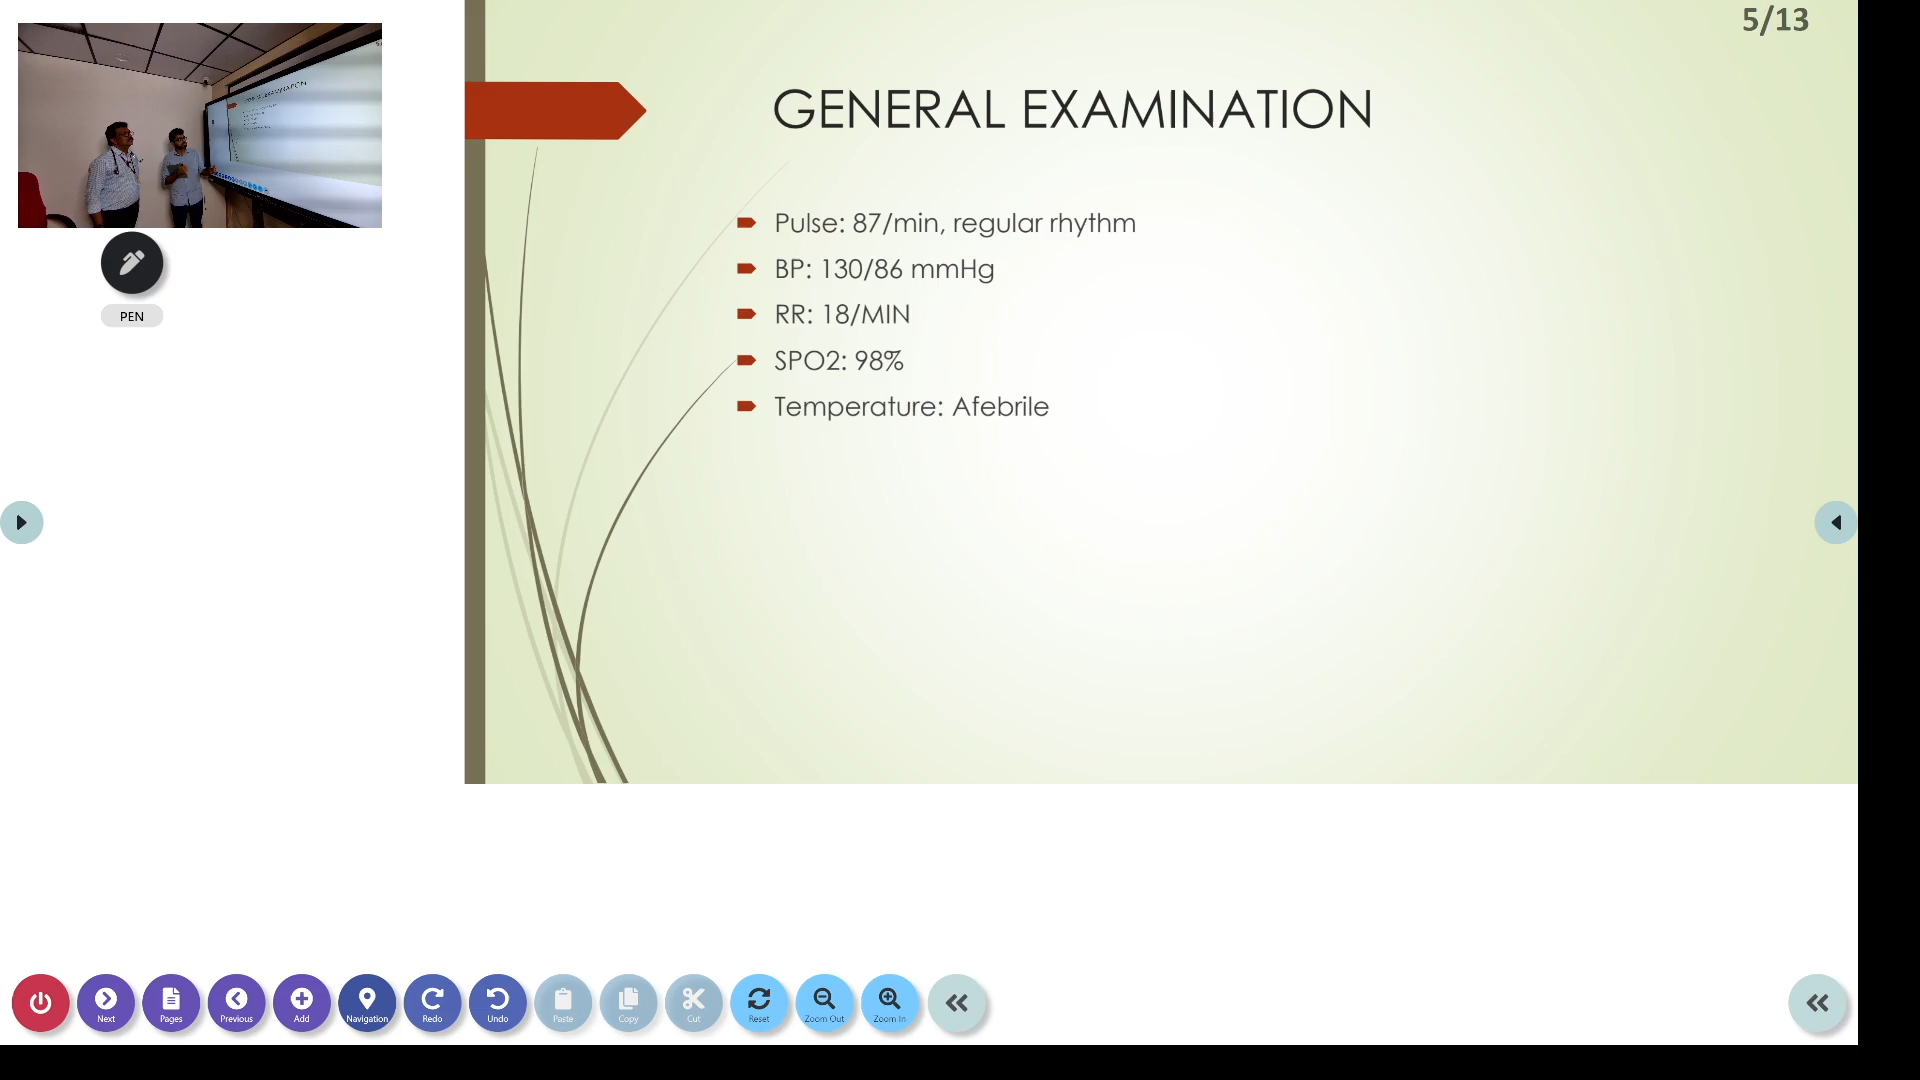 5/13
GENERAL EXAMINATION
Pulse: 87/min, regular rhythm
BP: 130/86 mmHg
RR: 18/MIN
SPO2: 98%
Temperature: Afebrile
PEN
Next
Pages
Previous
Add
Navigation
Redo
Undo
Paste
Copy
Cut
Reset
Zoom Out
Zoom In